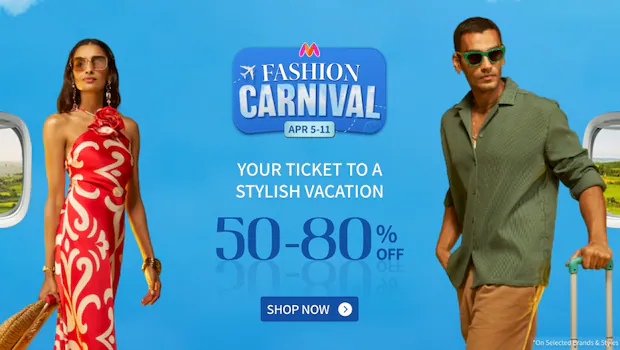 FASHION
CARNIVAL
APR 5-11
YOUR TICKET TO A
STYLISH VACATION
50-80% OFF
SHOP NOW
*On Selected Brands & Styles